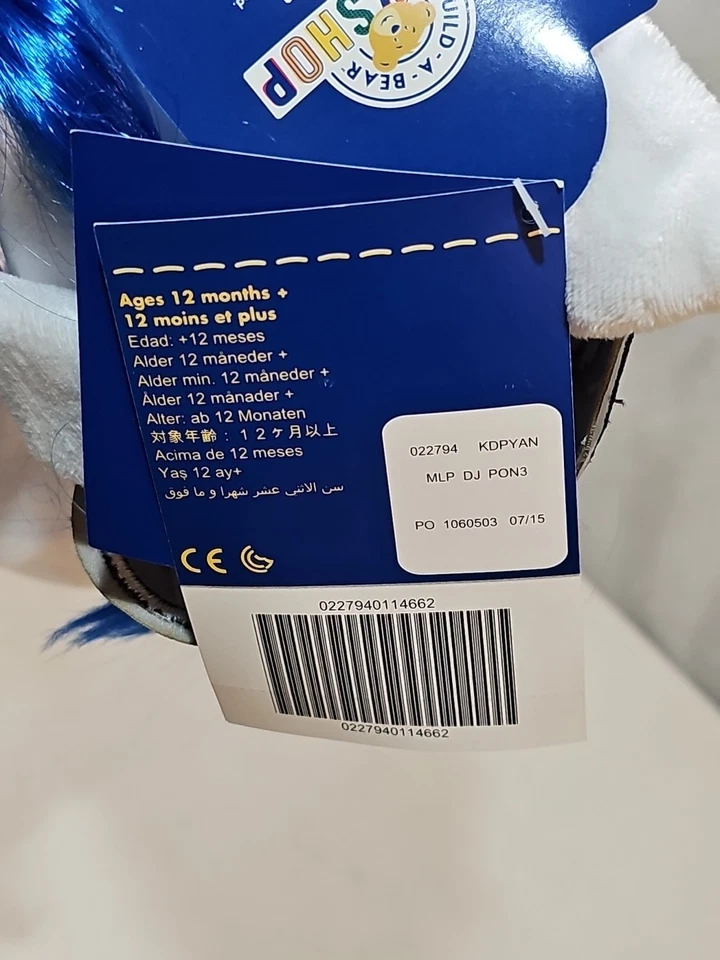 BUILD-A-BEAR
SHOP
Ages 12 months +
12 moins et plus
Edad: +12 meses
Alder 12 måneder +
Alder min. 12 måneder +
Ålder 12 månader +
Alter: ab 12 Monaten
対象年齢：１２ヶ月以上
Acima de 12 meses
Yaş 12 ay+
سن الاثني عشر شهرا و ما فوق
CE
022794 KDPYAN
MLP DJ PON3
PO 1060503 07/15
0227940114662
0227940114662